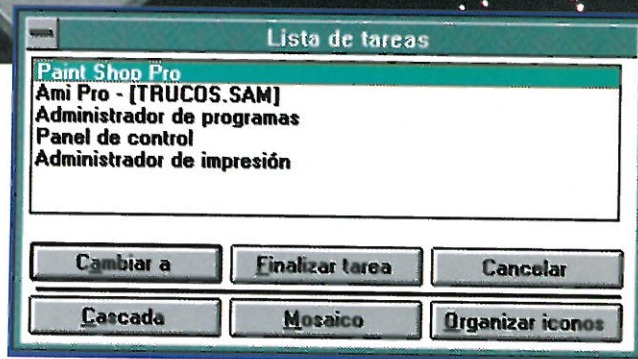 Lista de tareas
Paint Shop Pro
Ami Pro - [TRUCOS.SAM]
Administrador de programas
Panel de control
Administrador de impresión
Cambiar a
Finalizar tarea
Cancelar
Cascada
Mosaico
Organizar iconos